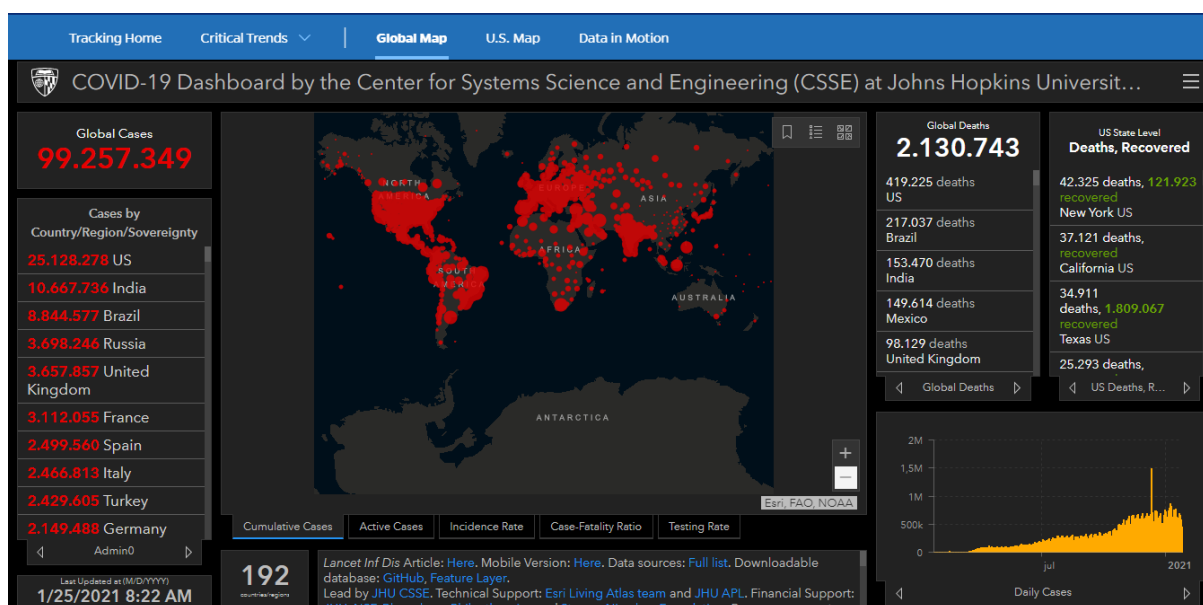 Tracking Home
Critical Trends
Global Map
U.S. Map
Data in Motion
COVID-19 Dashboard by the Center for Systems Science and Engineering (CSSE) at Johns Hopkins Universit...
Global Cases
99.257.349
Cases by
Country/Region/Sovereignty
25.128.278 US
10.667.736 India
8.844.577 Brazil
3.698.246 Russia
3.657.857 United
Kingdom
3.112.055 France
2.499.560 Spain
2.466.813 Italy
2.429.605 Turkey
2.149.488 Germany
Admin0
Last Updated at (M/D/YYYY)
1/25/2021 8:22 AM
NORTH
AMERICA
EUROPE
ASIA
AFRICA
SOUTH
AMERICA
AUSTRALIA
ANTARCTICA
+
−
Esri, FAO, NOAA
Cumulative Cases
Active Cases
Incidence Rate
Case-Fatality Ratio
Testing Rate
192
countries/regions
Lancet Inf Dis Article: Here. Mobile Version: Here. Data sources: Full list. Downloadable
database: GitHub, Feature Layer.
Lead by JHU CSSE. Technical Support: Esri Living Atlas team and JHU APL. Financial Support:
Global Deaths
2.130.743
419.225 deaths
US
217.037 deaths
Brazil
153.470 deaths
India
149.614 deaths
Mexico
98.129 deaths
United Kingdom
Global Deaths
US State Level
Deaths, Recovered
42.325 deaths, 121.923
recovered
New York US
37.121 deaths,
recovered
California US
34.911
deaths, 1.809.067
recovered
Texas US
25.293 deaths,
US Deaths, R...
2M
1,5M
1M
500k
0
jul
2021
Daily Cases